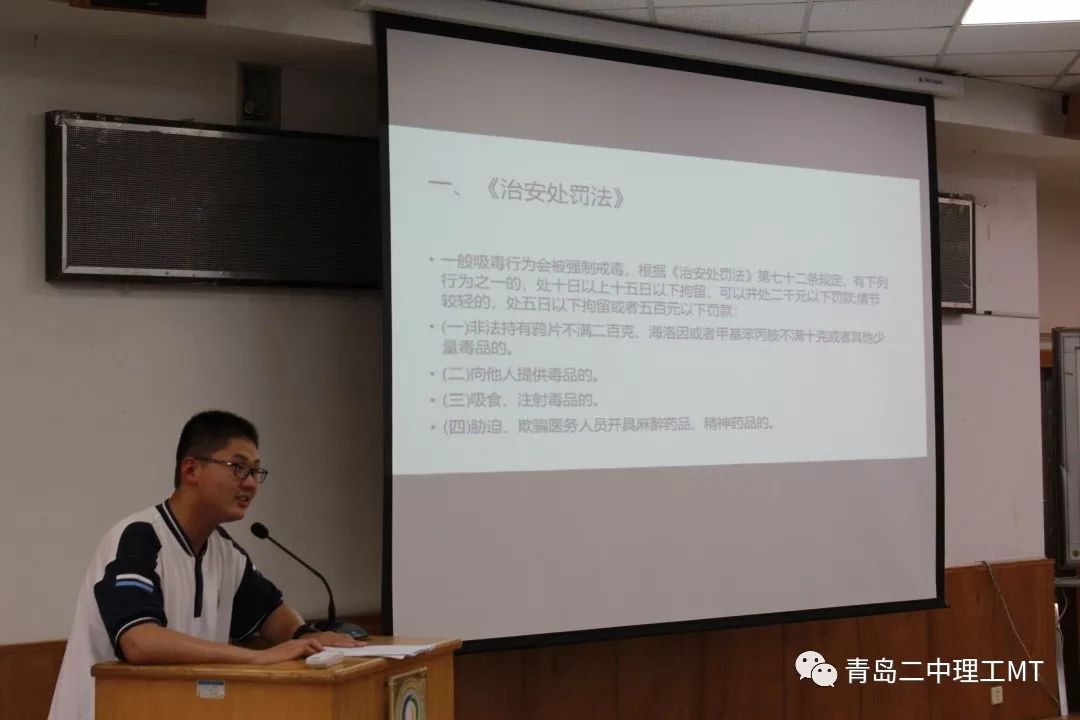 一、《治安处罚法》
• 一般吸毒行为会被强制戒毒，根据《治安处罚法》第七十二条规定，有下列
行为之一的，处十日以上十五日以下拘留，可以并处二千元以下罚款;情节
较轻的，处五日以下拘留或者五百元以下罚款：
• (一)非法持有鸦片不满二百克、海洛因或者甲基苯丙胺不满十克或者其他少
量毒品的。
• (二)向他人提供毒品的。
• (三)吸食、注射毒品的。
• (四)胁迫、欺骗医务人员开具麻醉药品、精神药品的。
青岛二中理工MT